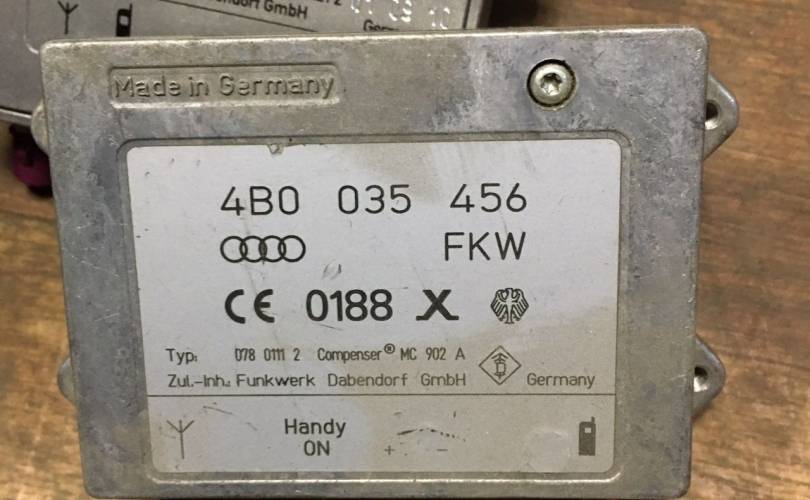 GmbH
Made in Germany
4B0 035 456
FKW
CE 0188 X
Typ: 078 0111 2 Compenser® MC 902 A
Zul.-Inh.: Funkwerk Dabendorf GmbH Germany
Handy
ON
+ -